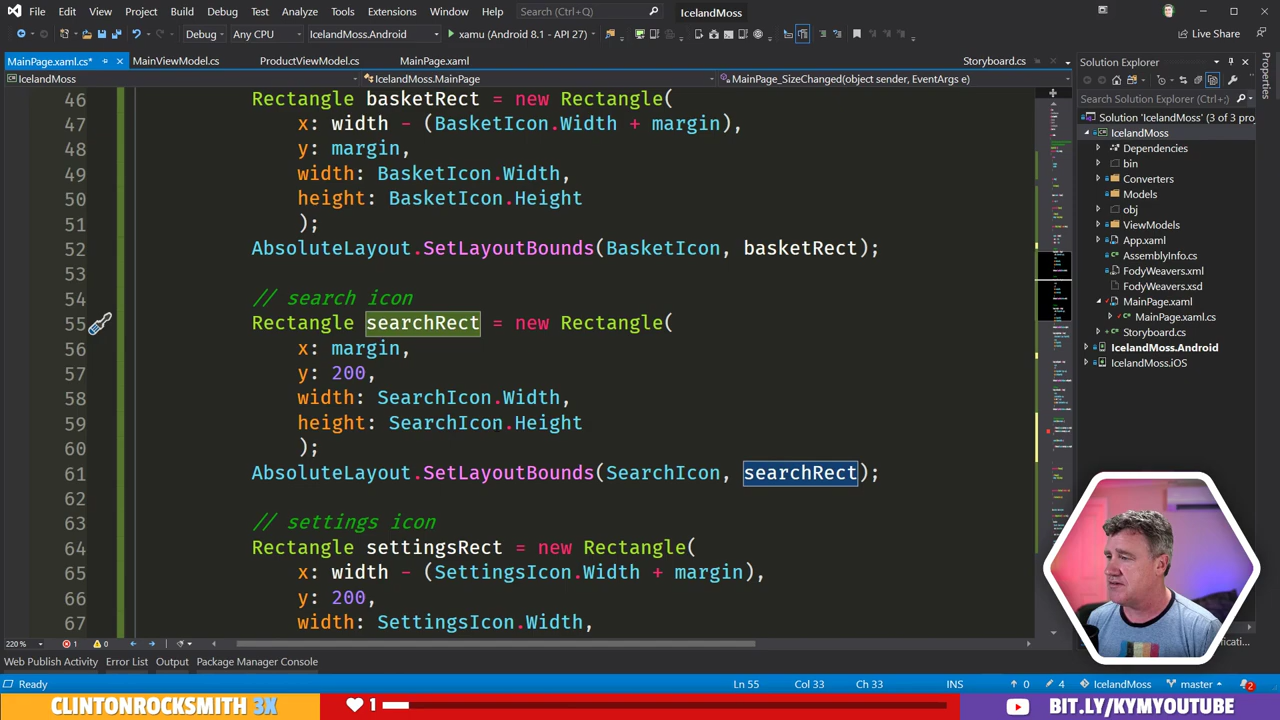 File Edit View Git Project Build Debug Test Analyze Tools Extensions Window Help Search (Ctrl+Q) IcelandMoss
Debug Any CPU IcelandMoss.Android xamu (Android 8.1 - API 27) Live Share
MainPage.xaml.cs* MainViewModel.cs ProductViewModel.cs MainPage.xaml Storyboard.cs
IcelandMoss IcelandMoss.MainPage MainPage_SizeChanged(object sender, EventArgs e)
46 Rectangle basketRect = new Rectangle(
47 x: width - (BasketIcon.Width + margin),
48 y: margin,
49 width: BasketIcon.Width,
50 height: BasketIcon.Height
51 );
52 AbsoluteLayout.SetLayoutBounds(BasketIcon, basketRect);
53
54 // search icon
55 Rectangle searchRect = new Rectangle(
56 x: margin,
57 y: 200,
58 width: SearchIcon.Width,
59 height: SearchIcon.Height
60 );
61 AbsoluteLayout.SetLayoutBounds(SearchIcon, searchRect);
62
63 // settings icon
64 Rectangle settingsRect = new Rectangle(
65 x: width - (SettingsIcon.Width + margin),
66 y: 200,
67 width: SettingsIcon.Width,
220 % 1 0
Solution Explorer
Search Solution Explorer (Ctrl+;)
Solution 'IcelandMoss' (3 of 3 pro
IcelandMoss
Dependencies
bin
Converters
Models
obj
ViewModels
App.xaml
AssemblyInfo.cs
FodyWeavers.xml
FodyWeavers.xsd
MainPage.xaml
MainPage.xaml.cs
Storyboard.cs
IcelandMoss.Android
IcelandMoss.iOS
Properties
Web Publish Activity Error List Output Package Manager Console
Ready Ln 55 Col 33 Ch 33 INS 0 4 IcelandMoss master 2
CLINTONROCKSMITH 3X 1 BIT.LY/KYMYOUTUBE